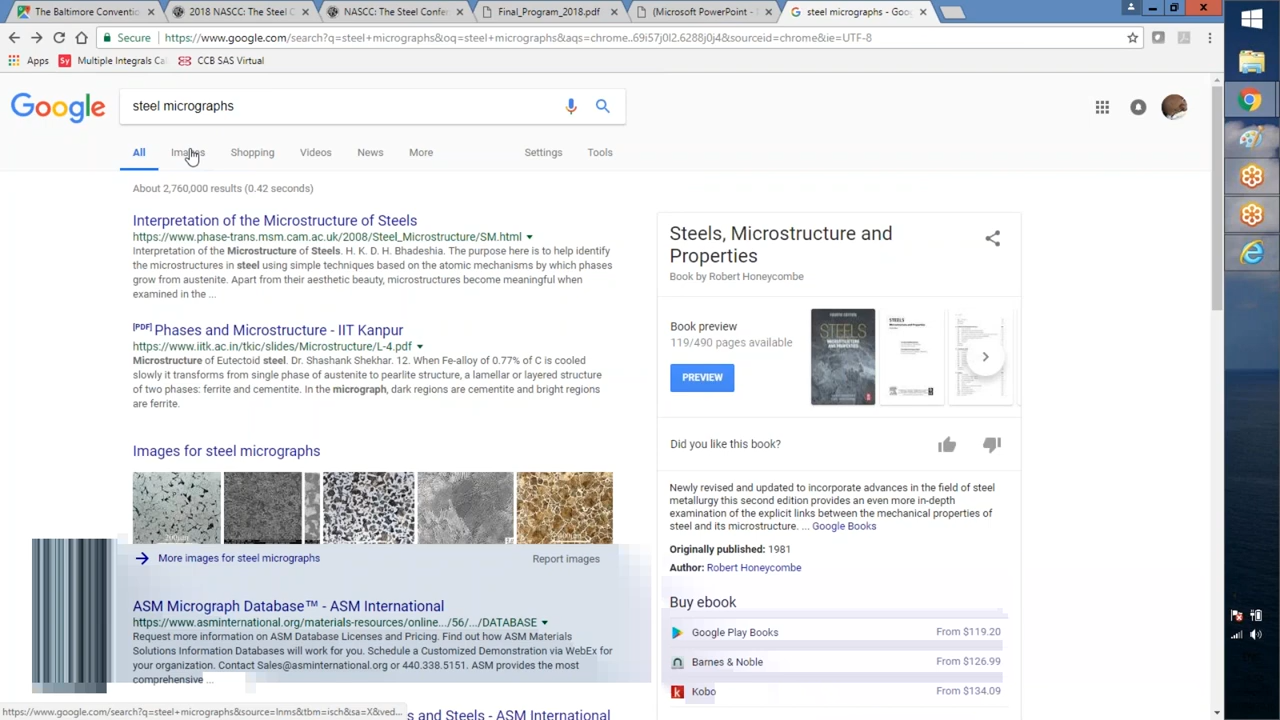 The Baltimore Conventi
2018 NASCC: The Steel C
NASCC: The Steel Confe
Final_Program_2018.pdf
(Microsoft PowerPoint -
steel micrographs - Goo
Secure
https://www.google.com/search?q=steel+micrographs&oq=steel+micrographs&aqs=chrome..69i57j0l2.6288j0j4&sourceid=chrome&ie=UTF-8
Apps
Sy Multiple Integrals Ca
CCB SAS Virtual
Google
steel micrographs
All
Images
Shopping
Videos
News
More
Settings
Tools
About 2,760,000 results (0.42 seconds)
Interpretation of the Microstructure of Steels
https://www.phase-trans.msm.cam.ac.uk/2008/Steel_Microstructure/SM.html
Interpretation of the Microstructure of Steels. H. K. D. H. Bhadeshia. The purpose here is to help identify
the microstructures in steel using simple techniques based on the atomic mechanisms by which phases
grow from austenite. Apart from their aesthetic beauty, microstructures become meaningful when
examined in the ...
[PDF] Phases and Microstructure - IIT Kanpur
https://www.iitk.ac.in/tkic/slides/Microstructure/L-4.pdf
Microstructure of Eutectoid steel. Dr. Shashank Shekhar. 12. When Fe-alloy of 0.77% of C is cooled
slowly it transforms from single phase of austenite to pearlite structure, a lamellar or layered structure
of two phases: ferrite and cementite. In the micrograph, dark regions are cementite and bright regions
are ferrite.
Images for steel micrographs
More images for steel micrographs
Report images
ASM Micrograph Database™ - ASM International
https://www.asminternational.org/materials-resources/online.../56/.../DATABASE
Request more information on ASM Database Licenses and Pricing. Find out how ASM Materials
Solutions Information Databases will work for you. Schedule a Customized Demonstration via WebEx for
your organization. Contact Sales@asminternational.org or 440.338.5151. ASM provides the most
comprehensive ...
s and Steels - ASM International
https://www.google.com/search?q=steel+micrographs&source=lnms&tbm=isch&sa=X&ved...
Steels, Microstructure and
Properties
Book by Robert Honeycombe
Book preview
119/490 pages available
PREVIEW
STEELS
Did you like this book?
Newly revised and updated to incorporate advances in the field of steel
metallurgy this second edition provides an even more in-depth
examination of the explicit links between the mechanical properties of
steel and its microstructure. ... Google Books
Originally published: 1981
Author: Robert Honeycombe
Buy ebook
Google Play Books
From $119.20
Barnes & Noble
From $126.99
Kobo
From $134.09